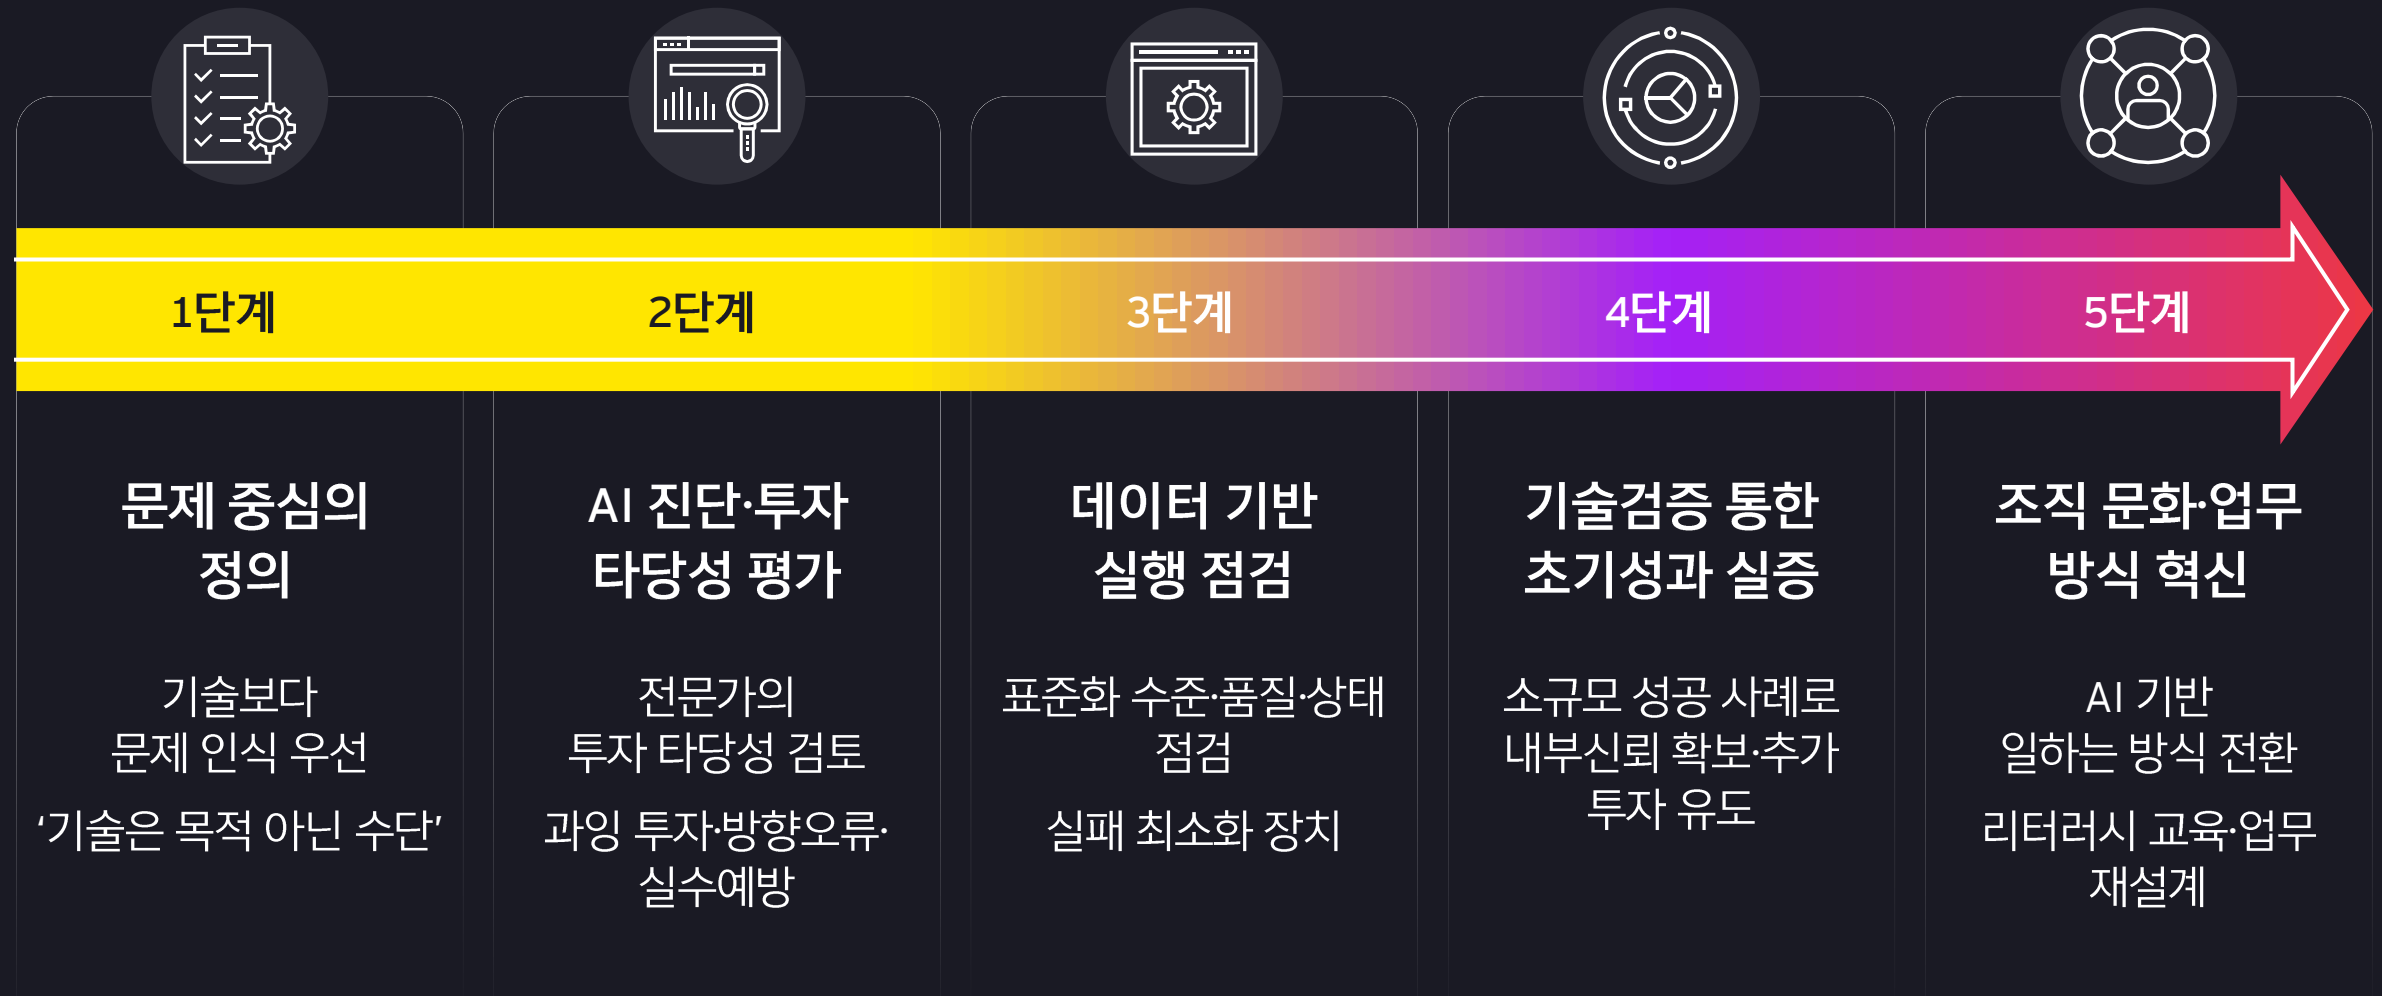 1단계
2단계
3단계
4단계
5단계
문제 중심의
정의
기술보다
문제 인식 우선
‘기술은 목적 아닌 수단’
AI 진단·투자
타당성 평가
전문가의
투자 타당성 검토
과잉 투자·방향오류·
실수예방
데이터 기반
실행 점검
표준화 수준·품질·상태
점검
실패 최소화 장치
기술검증 통한
초기성과 실증
소규모 성공 사례로
내부신뢰 확보·추가
투자 유도
조직 문화·업무
방식 혁신
AI 기반
일하는 방식 전환
리터러시 교육·업무
재설계